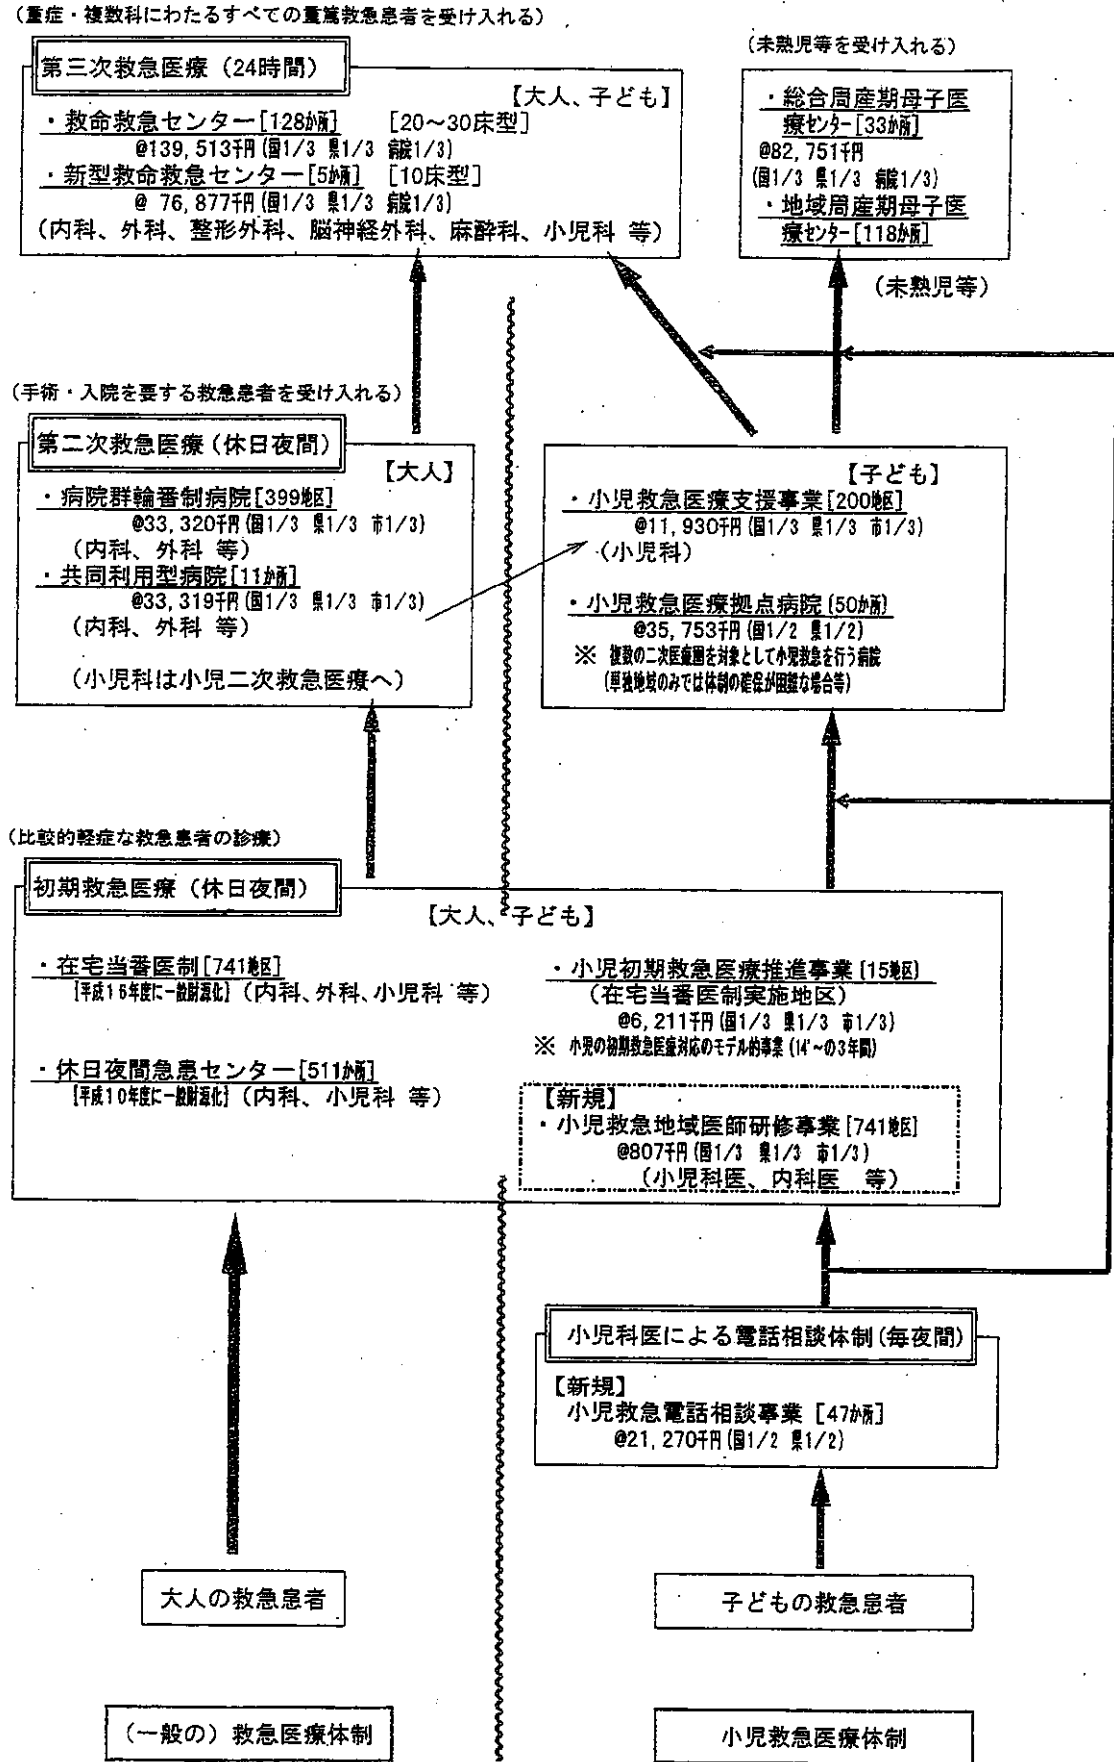 (重症・複数科にわたるすべての重篤救急患者を受け入れる)
第三次救急医療(24時間)
【大人、子ども】
・救命救急センター[128か所] [20〜30床型]
@139,513千円(国1/3 県1/3 病院1/3)
・新型救命救急センター[5か所] [10床型]
@ 76,877千円(国1/3 県1/3 病院1/3)
(内科、外科、整形外科、脳神経外科、麻酔科、小児科 等)
(未熟児等を受け入れる)
・総合周産期母子医
療センター[33か所]
@82,751千円
(国1/3 県1/3 病院1/3)
・地域周産期母子医
療センター[118か所]
(未熟児等)
(手術・入院を要する救急患者を受け入れる)
第二次救急医療(休日夜間)
【大人】
・病院群輪番制病院[399地区]
@33,320千円(国1/3 県1/3 市1/3)
(内科、外科 等)
・共同利用型病院[11か所]
@33,319千円(国1/3 県1/3 市1/3)
(内科、外科 等)
(小児科は小児二次救急医療へ)
【子ども】
・小児救急医療支援事業[200地区]
@11,930千円(国1/3 県1/3 市1/3)
(小児科)
・小児救急医療拠点病院[50か所]
@35,753千円(国1/2 県1/2)
※ 複数の二次医療圏を対象として小児救急を行う病院
(単独地域のみでは体制の確保が困難な場合等)
(比較的軽症な救急患者の診療)
初期救急医療(休日夜間)
【大人、子ども】
・在宅当番医制[741地区]
[平成16年度に一般財源化](内科、外科、小児科 等)
・休日夜間急患センター[511か所]
[平成10年度に一般財源化](内科、小児科 等)
・小児初期救急医療推進事業[15地区]
(在宅当番医制実施地区)
@6,211千円(国1/3 県1/3 市1/3)
※ 小児の初期救急医療対応のモデル的事業(14'〜の3年間)
【新規】
・小児救急地域医師研修事業[741地区]
@807千円(国1/3 県1/3 市1/3)
(小児科医、内科医 等)
小児科医による電話相談体制(毎夜間)
【新規】
小児救急電話相談事業[47か所]
@21,270千円(国1/2 県1/2)
大人の救急患者
子どもの救急患者
(一般の)救急医療体制
小児救急医療体制